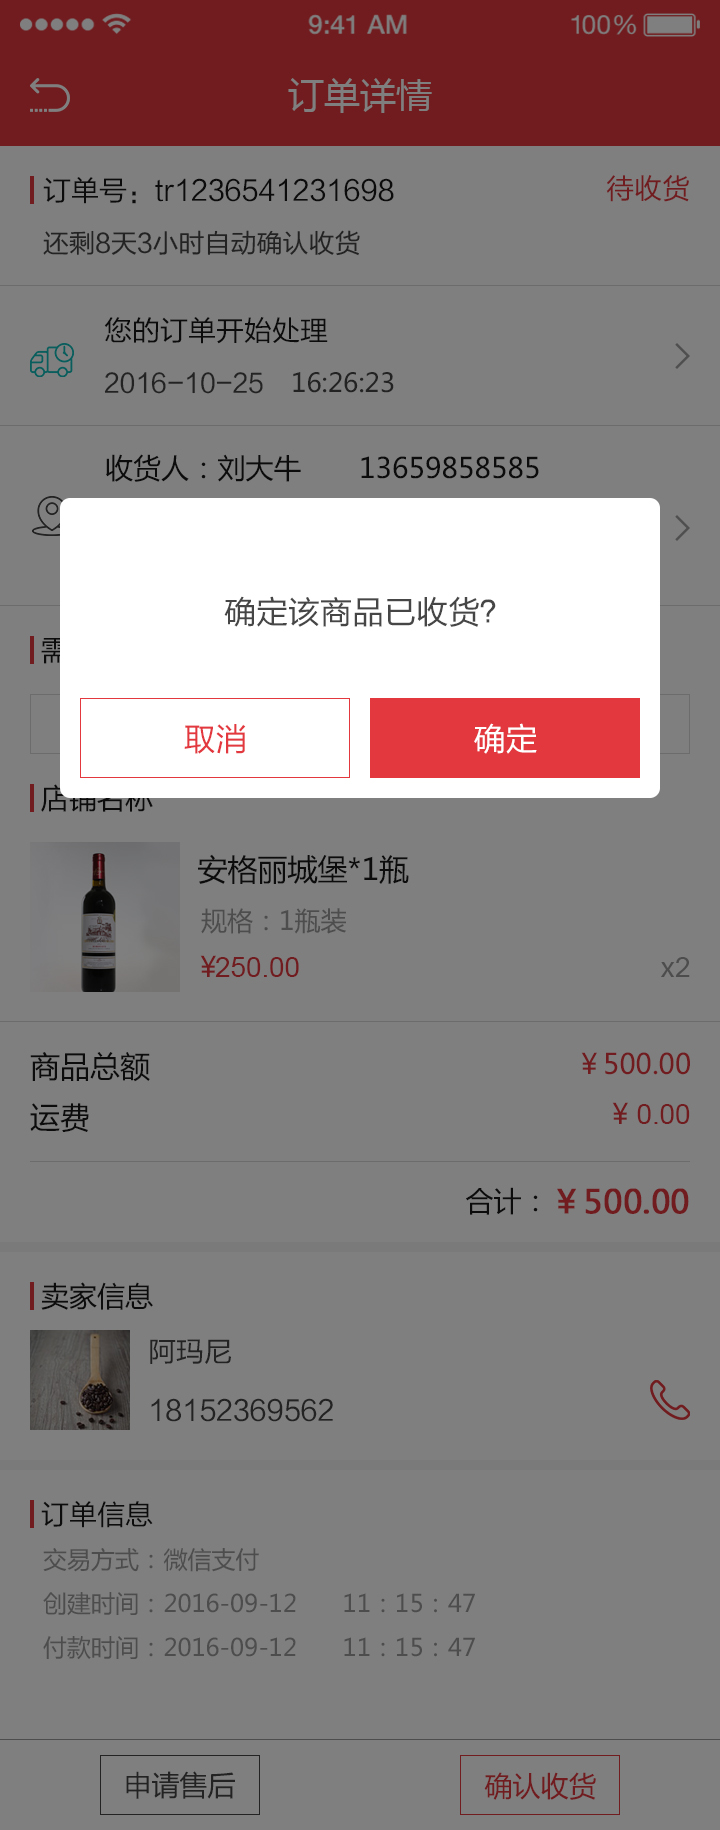 9:41 AM 100%
订单详情
订单号：tr1236541231698 待收货
还剩8天3小时自动确认收货
您的订单开始处理
2016-10-25 16:26:23
收货人：刘大牛 13659858585
确定该商品已收货?
取消 确定
店铺名称
安格丽城堡*1瓶
规格：1瓶装
¥250.00 x2
商品总额 ¥ 500.00
运费 ¥ 0.00
合计： ¥ 500.00
卖家信息
阿玛尼
18152369562
订单信息
交易方式：微信支付
创建时间：2016-09-12 11：15：47
付款时间：2016-09-12 11：15：47
申请售后 确认收货